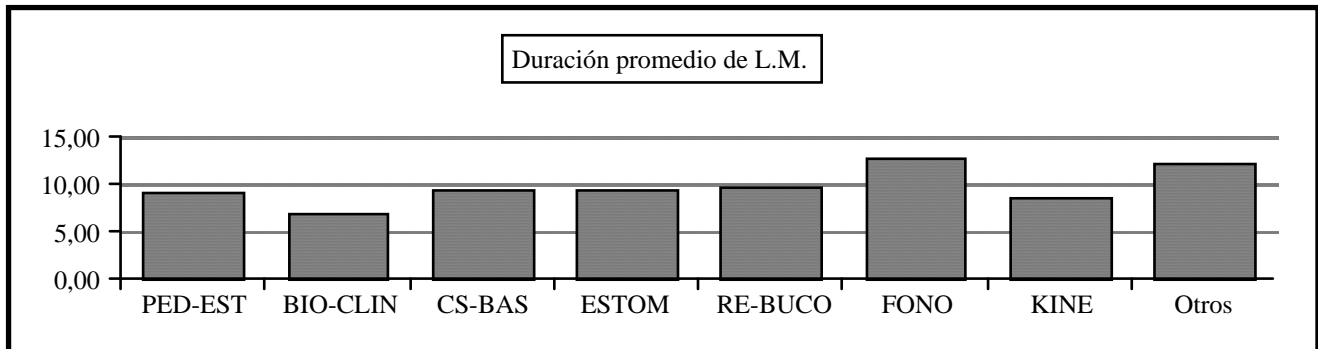 Duración promedio de L.M.
15,00
10,00
5,00
0,00
PED-EST BIO-CLIN CS-BAS ESTOM RE-BUCO FONO KINE Otros